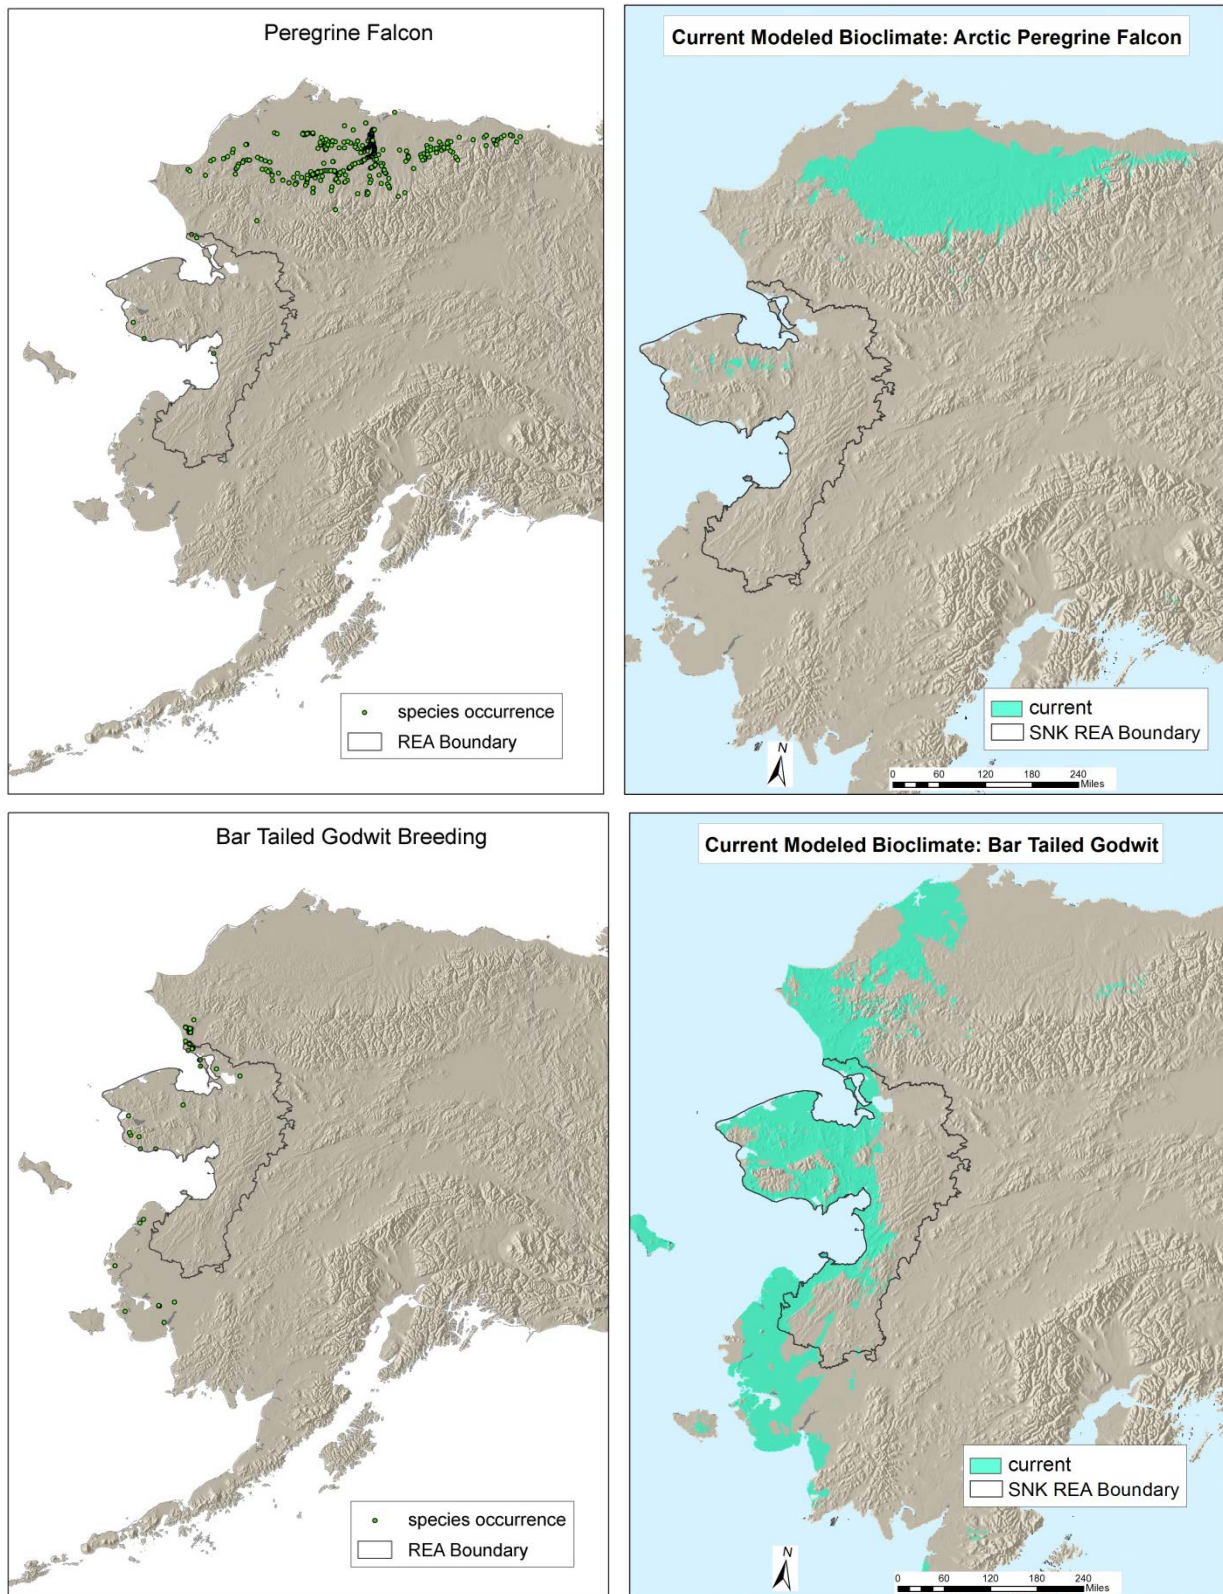 Peregrine Falcon
species occurrence
REA Boundary
Current Modeled Bioclimate: Arctic Peregrine Falcon
current
SNK REA Boundary
N
0 60 120 180 240
Miles
Bar Tailed Godwit Breeding
species occurrence
REA Boundary
Current Modeled Bioclimate: Bar Tailed Godwit
current
SNK REA Boundary
N
0 60 120 180 240
Miles